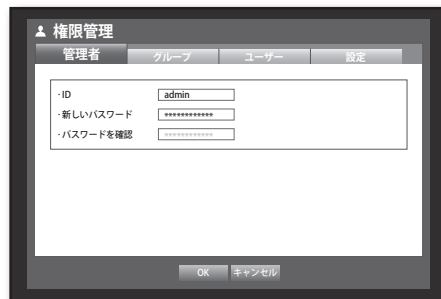 権限管理
管理者 グループ ユーザー 設定
·ID admin
·新しいパスワード ************
·パスワードを確認 ************
OK キャンセル